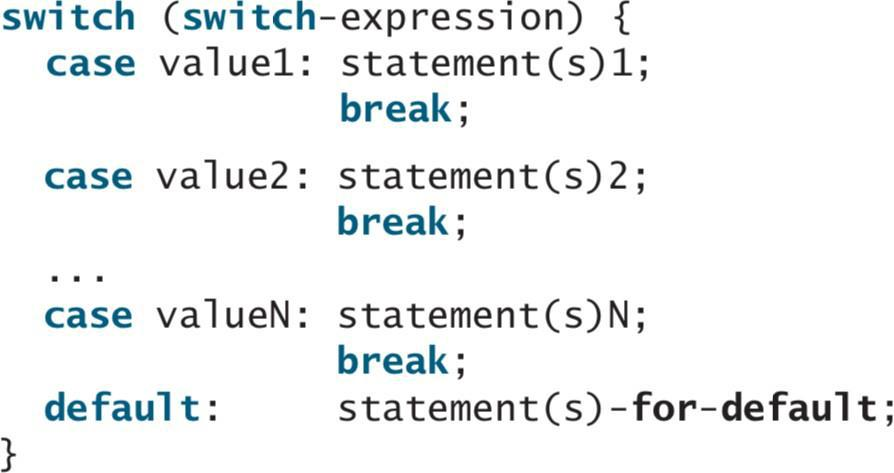 switch (switch-expression) {
case value1: statement(s)1;
break;
case value2: statement(s)2;
break;
...
case valueN: statement(s)N;
break;
default: statement(s)-for-default;
}